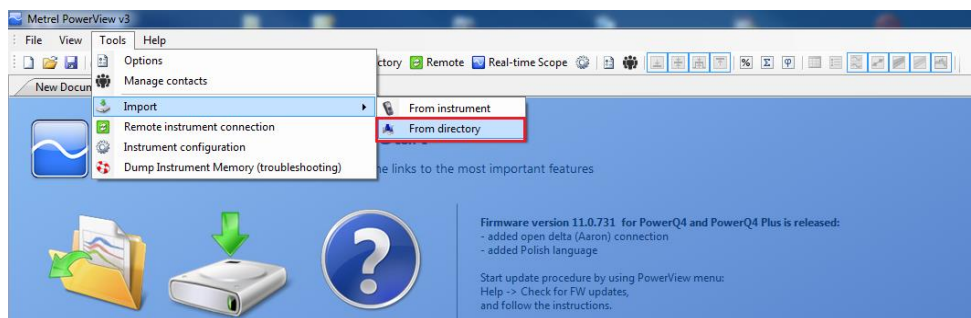 Metrel PowerView v3
File View Tools Help
ctory Remote Real-time Scope
New Docun
Options
Manage contacts
Import
Remote instrument connection
Instrument configuration
Dump Instrument Memory (troubleshooting)
From instrument
From directory
he links to the most important features
Firmware version 11.0.731 for PowerQ4 and PowerQ4 Plus is released:
- added open delta (Aaron) connection
- added Polish language
Start update procedure by using PowerView menu:
Help -> Check for FW updates,
and follow the instructions.